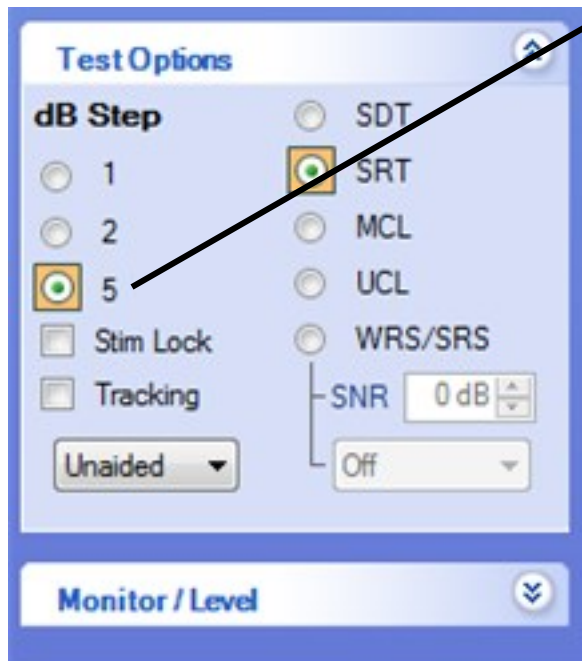 Test Options
dB Step
1
2
5
Stim Lock
Tracking
Unaided
SDT
SRT
MCL
UCL
WRS/SRS
SNR 0 dB
Off
Monitor / Level